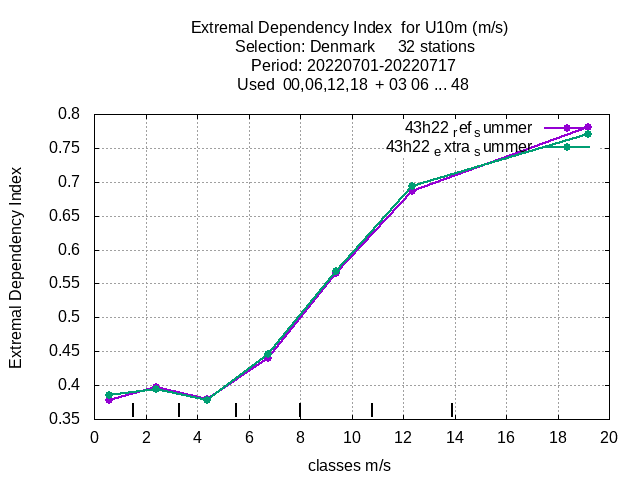 Extremal Dependency Index  for U10m (m/s)
Selection: Denmark     32 stations
Period: 20220701-20220717
Used  00,06,12,18  + 03 06 ... 48
43h22 ref summer
43h22 extra summer
0.8
0.75
0.7
0.65
0.6
0.55
0.5
0.45
0.4
0.35
Extremal Dependency Index
0 2 4 6 8 10 12 14 16 18 20
classes m/s